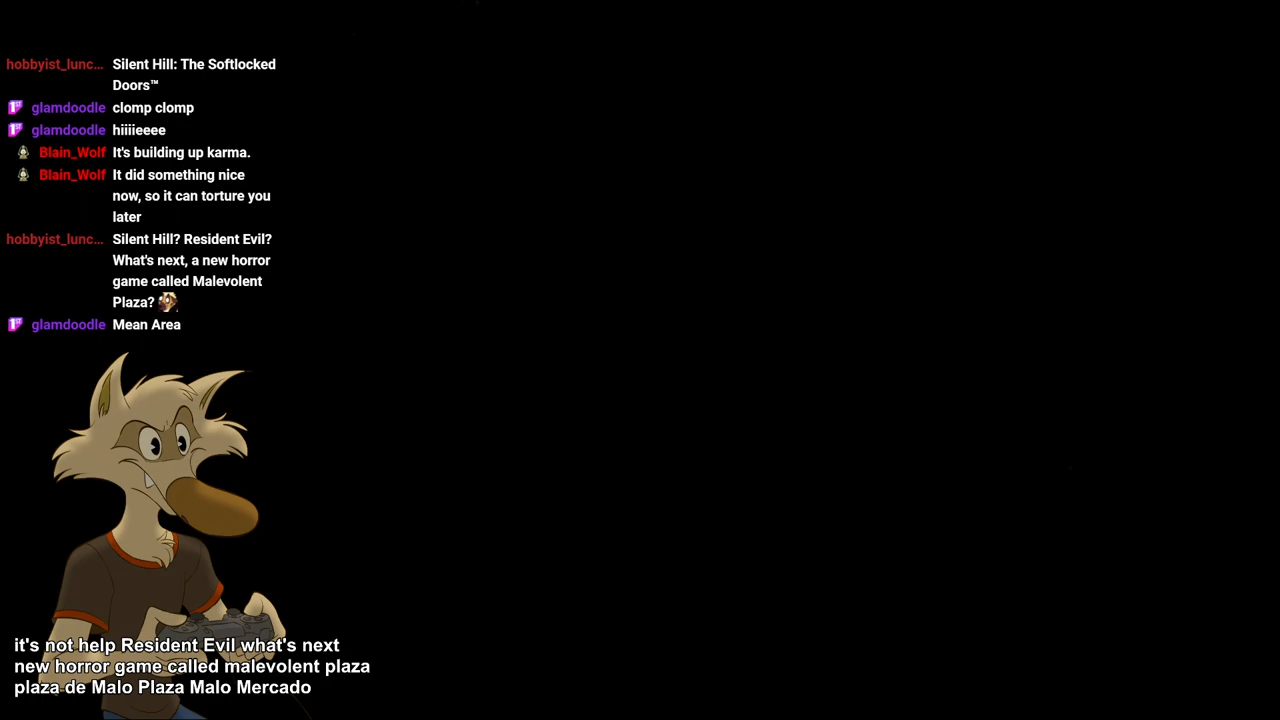 hobbyist_lunc... Silent Hill: The Softlocked
Doors™
glamdoodle clomp clomp
glamdoodle hiiiieeee
Blain_Wolf It's building up karma.
Blain_Wolf It did something nice
now, so it can torture you
later
hobbyist_lunc... Silent Hill? Resident Evil?
What's next, a new horror
game called Malevolent
Plaza?
glamdoodle Mean Area
it's not help Resident Evil what's next
new horror game called malevolent plaza
plaza de Malo Plaza Malo Mercado